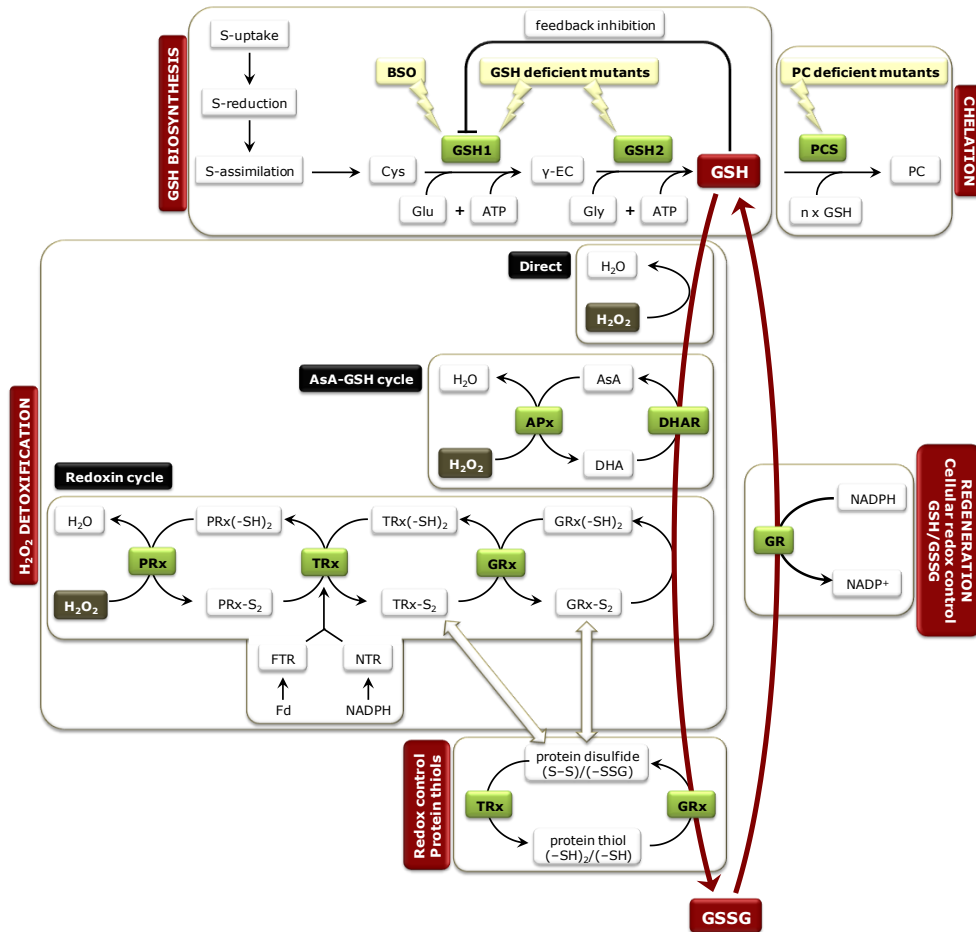 GSH BIOSYNTHESIS
S-uptake
S-reduction
S-assimilation
feedback inhibition
BSO
GSH deficient mutants
GSH1
GSH2
Cys
γ-EC
GSH
Glu + ATP
Gly + ATP
PC deficient mutants
PCS
PC
n x GSH
CHELATION
H₂O₂ DETOXIFICATION
Direct
H₂O
H₂O₂
AsA-GSH cycle
H₂O
AsA
APx
DHAR
H₂O₂
DHA
Redoxin cycle
H₂O
PRx(-SH)₂
TRx(-SH)₂
GRx(-SH)₂
PRx
TRx
GRx
H₂O₂
PRx-S₂
TRx-S₂
GRx-S₂
FTR
NTR
Fd
NADPH
NADPH
GR
NADP⁺
REGENERATION
Cellular redox control
GSH/GSSG
Redox control
Protein thiols
protein disulfide
(S–S)/(–SSG)
TRx
GRx
protein thiol
(–SH)₂/(–SH)
GSSG